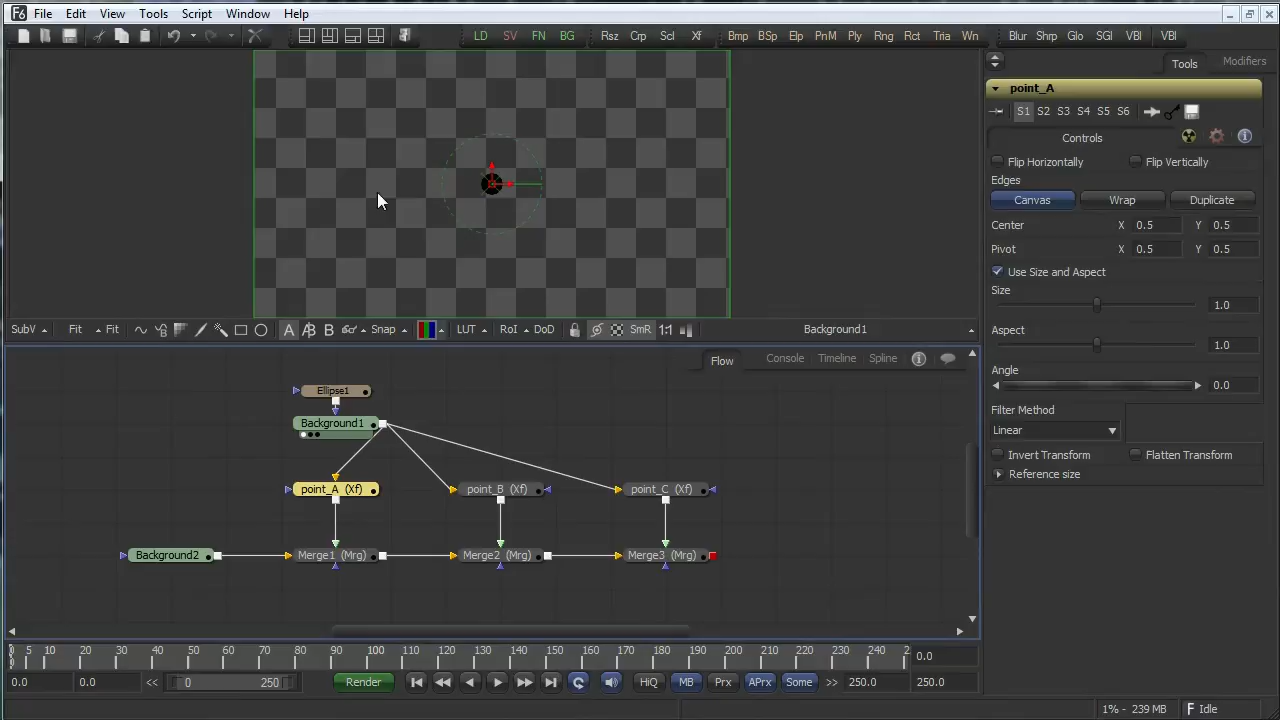 F6 File Edit View Tools Script Window Help
LD SV FN BG Rsz Crp Scl Xf Bmp BSp Elp PnM Ply Rng Rct Tria Wn Blur Shrp Glo SGl VBl VBl
Tools Modifiers
point_A
S1 S2 S3 S4 S5 S6
Controls
Flip Horizontally Flip Vertically
Edges
Canvas Wrap Duplicate
Center X 0.5 Y 0.5
Pivot X 0.5 Y 0.5
Use Size and Aspect
Size
1.0
Aspect
1.0
Angle
0.0
Filter Method
Linear
Invert Transform Flatten Transform
Reference size
SubV Fit Fit A B Snap LUT RoI DoD SmR 1:1 Background1
Flow Console Timeline Spline
Ellipse1
Background1
point_A (Xf) point_B (Xf) point_C (Xf)
Background2 Merge1 (Mrg) Merge2 (Mrg) Merge3 (Mrg)
0 5 10 20 30 40 50 60 70 80 90 100 110 120 130 140 150 160 170 180 190 200 210 220 230 240 2 0.0
0.0 0.0 << 0 250 Render HiQ MB Prx APrx Some >> 250.0 250.0
1% - 239 MB F Idle